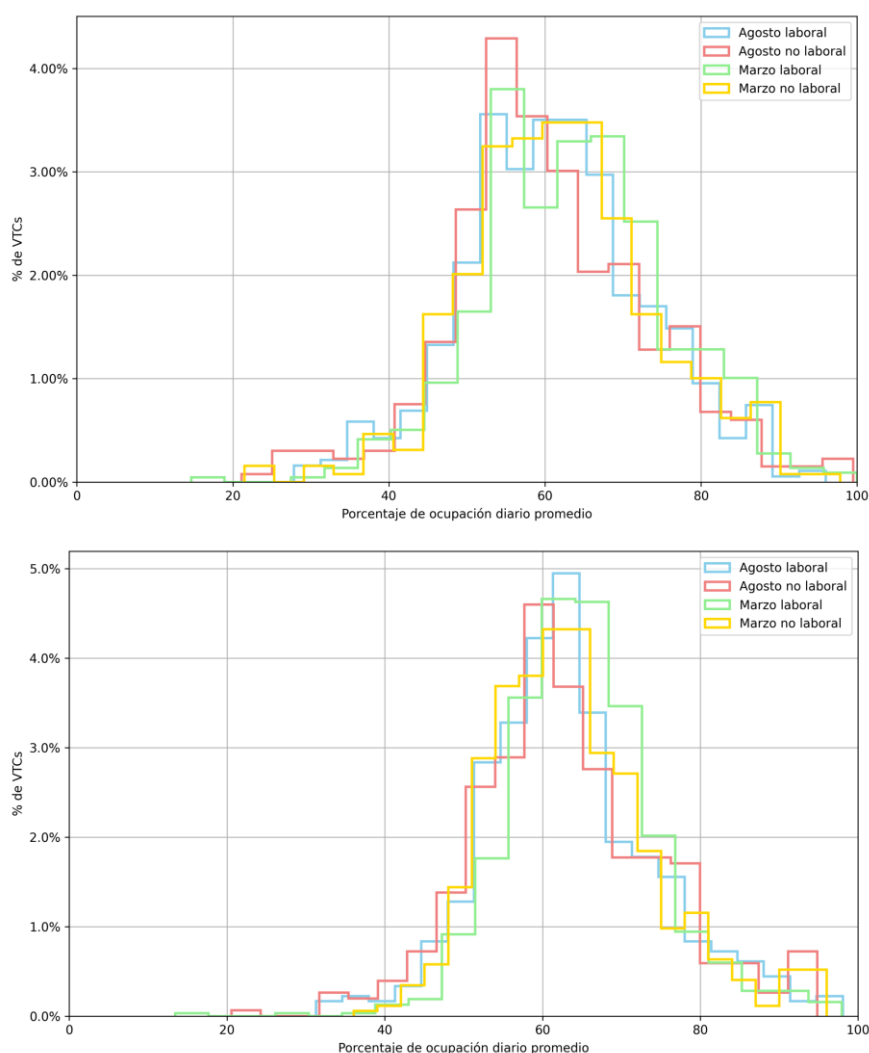 Agosto laboral
Agosto no laboral
Marzo laboral
Marzo no laboral
4.00%
3.00%
2.00%
1.00%
0.00%
% de VTCs
0 20 40 60 80 100
Porcentaje de ocupación diario promedio
Agosto laboral
Agosto no laboral
Marzo laboral
Marzo no laboral
5.0%
4.0%
3.0%
2.0%
1.0%
0.0%
% de VTCs
0 20 40 60 80 100
Porcentaje de ocupación diario promedio